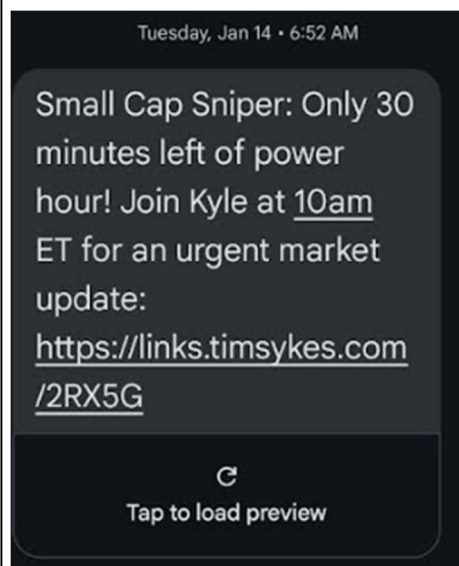 Tuesday, Jan 14 • 6:52 AM
Small Cap Sniper: Only 30
minutes left of power
hour! Join Kyle at 10am
ET for an urgent market
update:
https://links.timsykes.com
/2RX5G
Tap to load preview